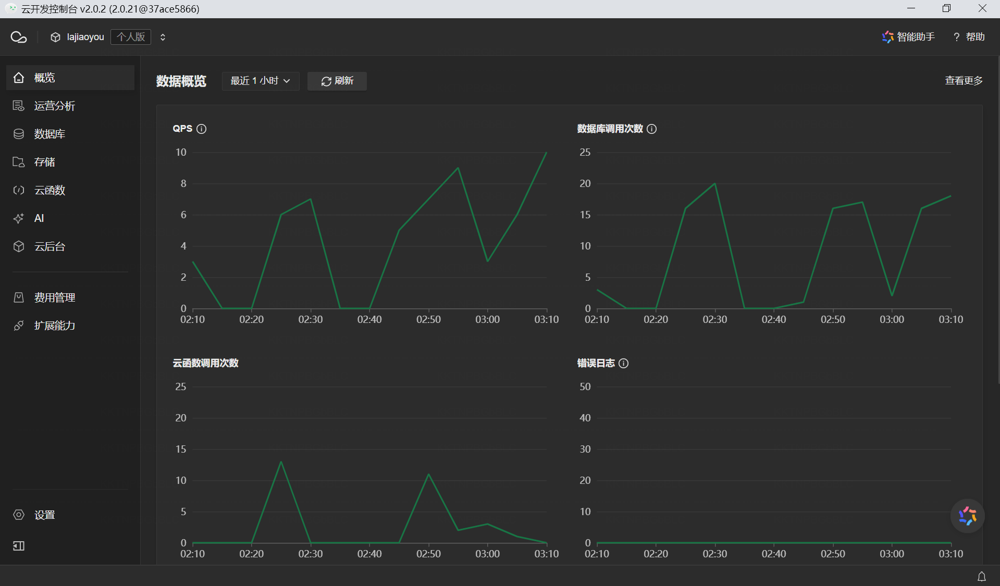 云开发控制台 v2.0.2 (2.0.21@37ace5866)
lajiaoyou 个人版
智能助手 ? 帮助
概览
运营分析
数据库
存储
云函数
AI
云后台
费用管理
扩展能力
设置
数据概览 最近 1 小时 刷新 查看更多
QPS
10
8
6
4
2
0
02:10 02:20 02:30 02:40 02:50 03:00 03:10
数据库调用次数
25
20
15
10
5
0
02:10 02:20 02:30 02:40 02:50 03:00 03:10
云函数调用次数
25
20
15
10
5
0
02:10 02:20 02:30 02:40 02:50 03:00 03:10
错误日志
50
40
30
20
10
0
02:10 02:20 02:30 02:40 02:50 03:00 03:10